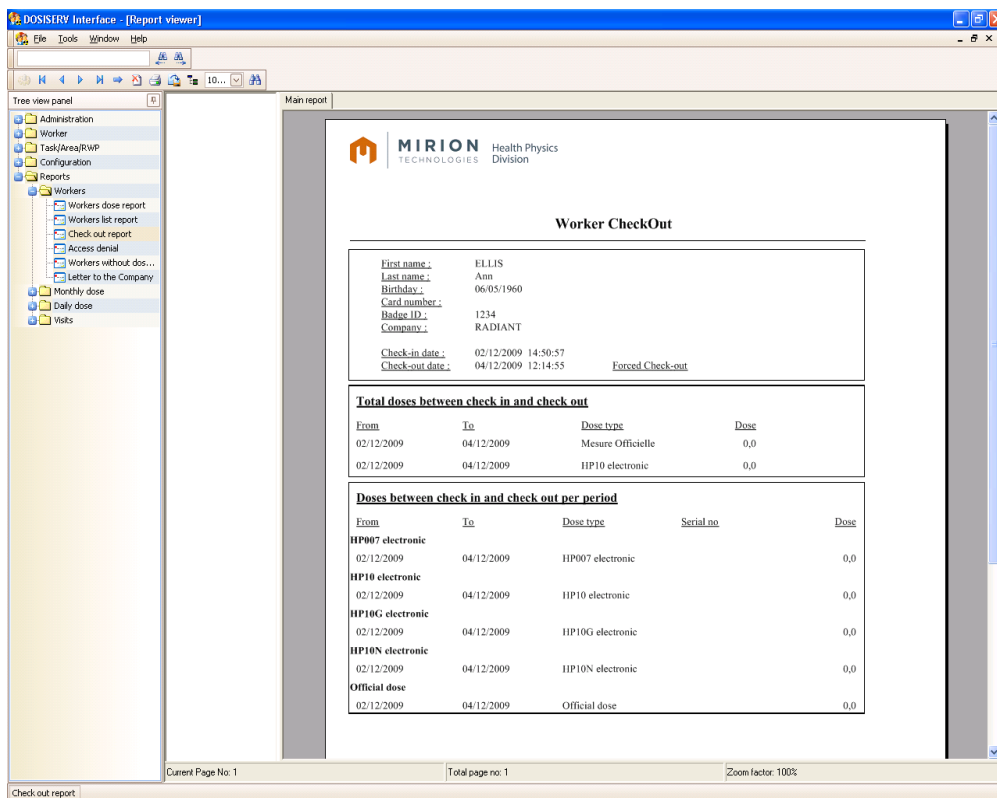 DOSISERV Interface - [Report viewer]
File Tools Window Help
10...
Tree view panel
Administration
Worker
Task/Area/RWP
Configuration
Reports
Workers
Workers dose report
Workers list report
Check out report
Access denial
Workers without dos...
Letter to the Company
Monthly dose
Daily dose
Visits
Main report
MIRION Health Physics
TECHNOLOGIES Division
Worker CheckOut
First name : ELLIS
Last name : Ann
Birthday : 06/05/1960
Card number :
Badge ID : 1234
Company : RADIANT
Check-in date : 02/12/2009 14:50:57
Check-out date : 04/12/2009 12:14:55 Forced Check-out
Total doses between check in and check out
From To Dose type Dose
02/12/2009 04/12/2009 Mesure Officielle 0,0
02/12/2009 04/12/2009 HP10 electronic 0,0
Doses between check in and check out per period
From To Dose type Serial no Dose
HP007 electronic
02/12/2009 04/12/2009 HP007 electronic 0,0
HP10 electronic
02/12/2009 04/12/2009 HP10 electronic 0,0
HP10G electronic
02/12/2009 04/12/2009 HP10G electronic 0,0
HP10N electronic
02/12/2009 04/12/2009 HP10N electronic 0,0
Official dose
02/12/2009 04/12/2009 Official dose 0,0
Current Page No: 1 Total page no: 1 Zoom factor: 100%
Check out report